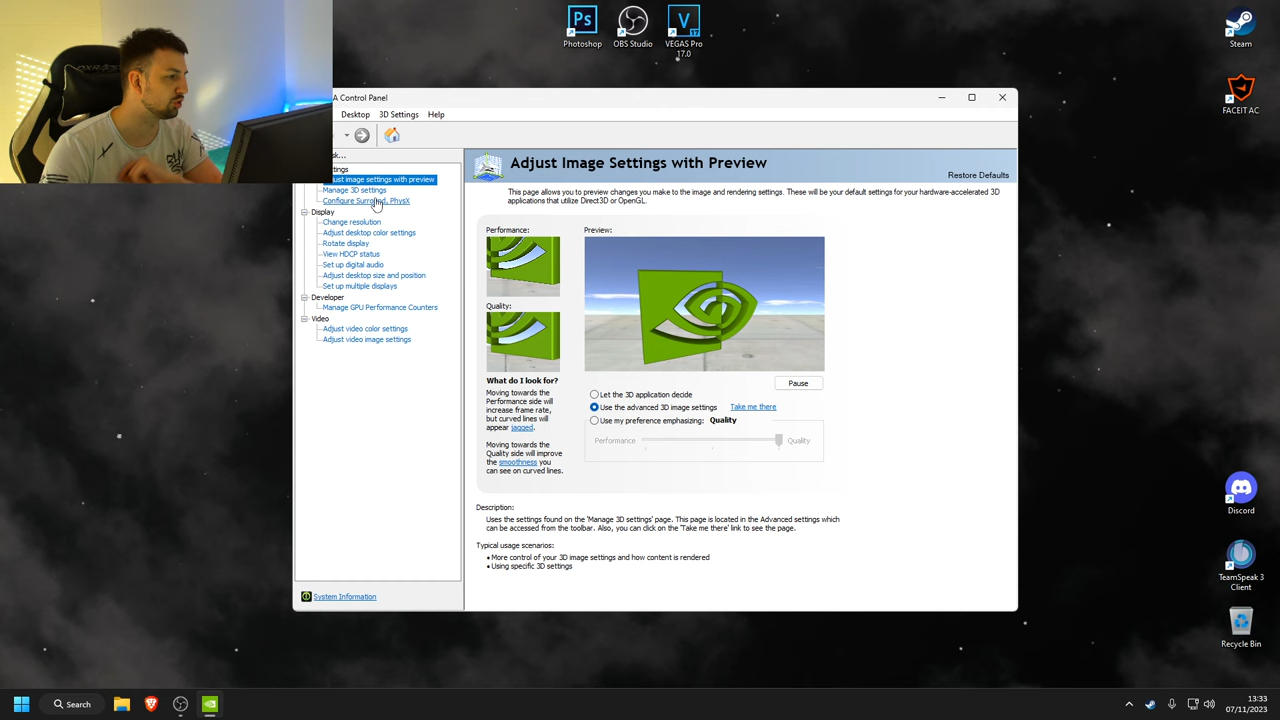 Photoshop
OBS Studio
VEGAS Pro
17.0
Steam
FACEIT AC
A Control Panel
Desktop
3D Settings
Help
Adjust Image Settings with Preview
Restore Defaults
This page allows you to preview changes you make to the image and rendering settings. These will be your default settings for your hardware-accelerated 3D
applications that utilize Direct3D or OpenGL.
image settings with preview
Manage 3D settings
Configure Surround, PhysX
Display
Change resolution
Adjust desktop color settings
Rotate display
View HDCP status
Set up digital audio
Adjust desktop size and position
Set up multiple displays
Developer
Manage GPU Performance Counters
Video
Adjust video color settings
Adjust video image settings
System Information
Performance:
Quality:
What do I look for?
Moving towards the
Performance side will
increase frame rate,
but curved lines will
appear jagged.
Moving towards the
Quality side will improve
the smoothness you
can see on curved lines.
Preview:
Pause
Let the 3D application decide
Use the advanced 3D image settings
Take me there
Use my preference emphasizing:
Quality
Performance
Quality
Description:
Uses the settings found on the 'Manage 3D settings' page. This page is located in the Advanced settings which
can be accessed from the toolbar. Also, you can click on the 'Take me there' link to see the page.
Typical usage scenarios:
• More control of your 3D image settings and how content is rendered
• Using specific 3D settings
Discord
TeamSpeak 3
Client
Recycle Bin
Search
13:33
07/11/2023